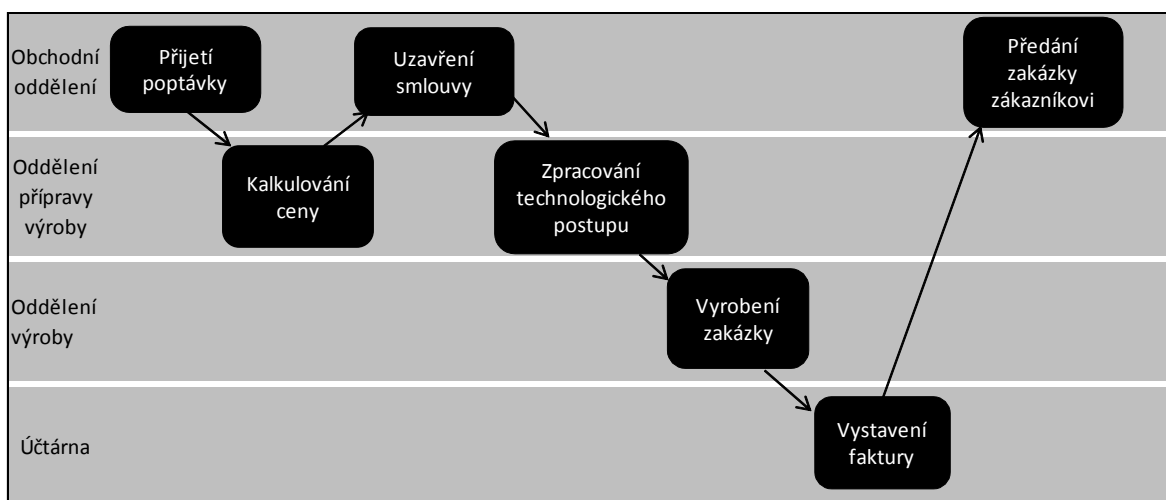 Obchodní
oddělení
Přijetí
poptávky
Uzavření
smlouvy
Předání
zakázky
zákazníkovi
Oddělení
přípravy
výroby
Kalkulování
ceny
Zpracování
technologického
postupu
Oddělení
výroby
Vyrobení
zakázky
Účtárna
Vystavení
faktury